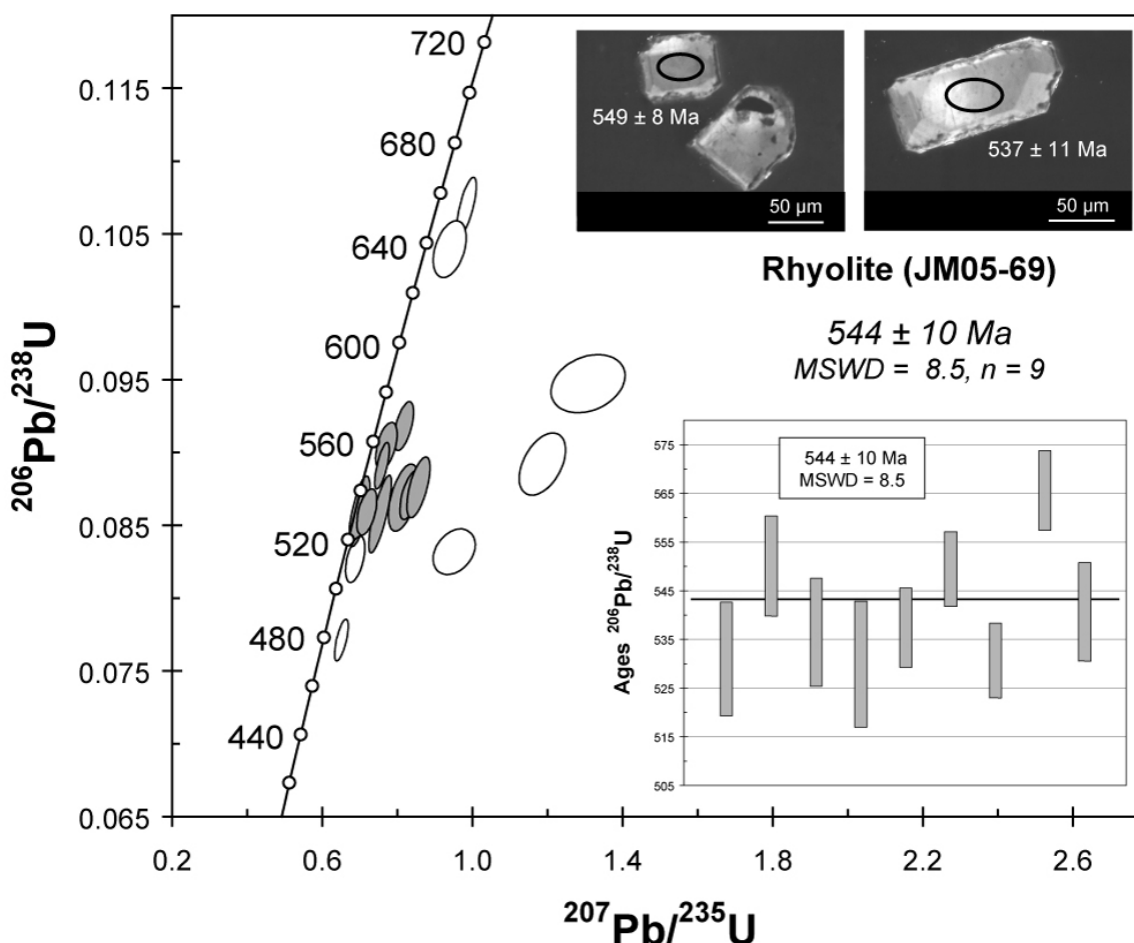 720
0.115
680
0.105
640
600
0.095
560
0.085
520
480
0.075
440
0.065
0.2
0.6
1.0
1.4
1.8
2.2
2.6
²⁰⁶Pb/²³⁸U
²⁰⁷Pb/²³⁵U
549 ± 8 Ma
50 µm
537 ± 11 Ma
50 µm
Rhyolite (JM05-69)
544 ± 10 Ma
MSWD = 8.5, n = 9
544 ± 10 Ma
MSWD = 8.5
575
565
555
545
535
525
515
505
Ages ²⁰⁶Pb/²³⁸U